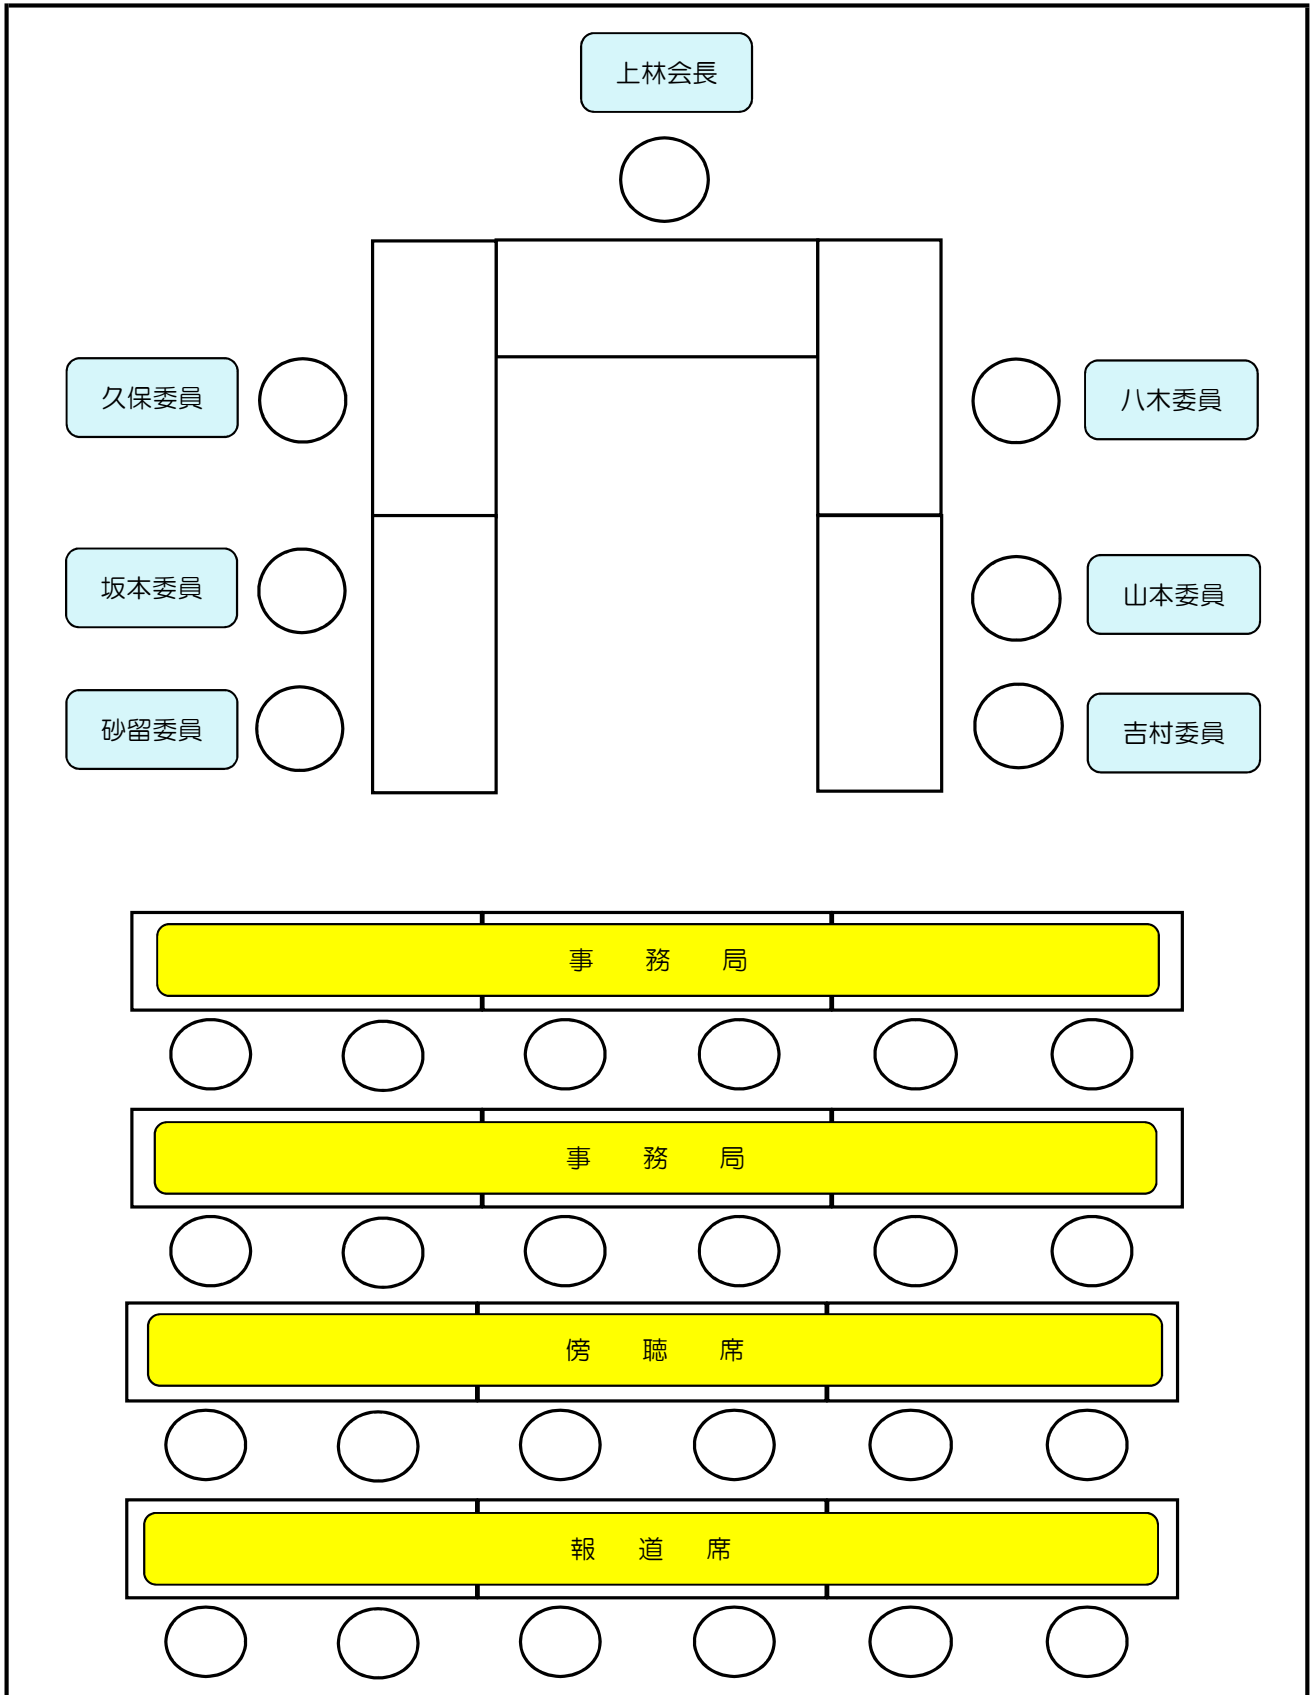 上林会長
久保委員
八木委員
坂本委員
山本委員
砂留委員
吉村委員
事　務　局
事　務　局
傍　聴　席
報　道　席